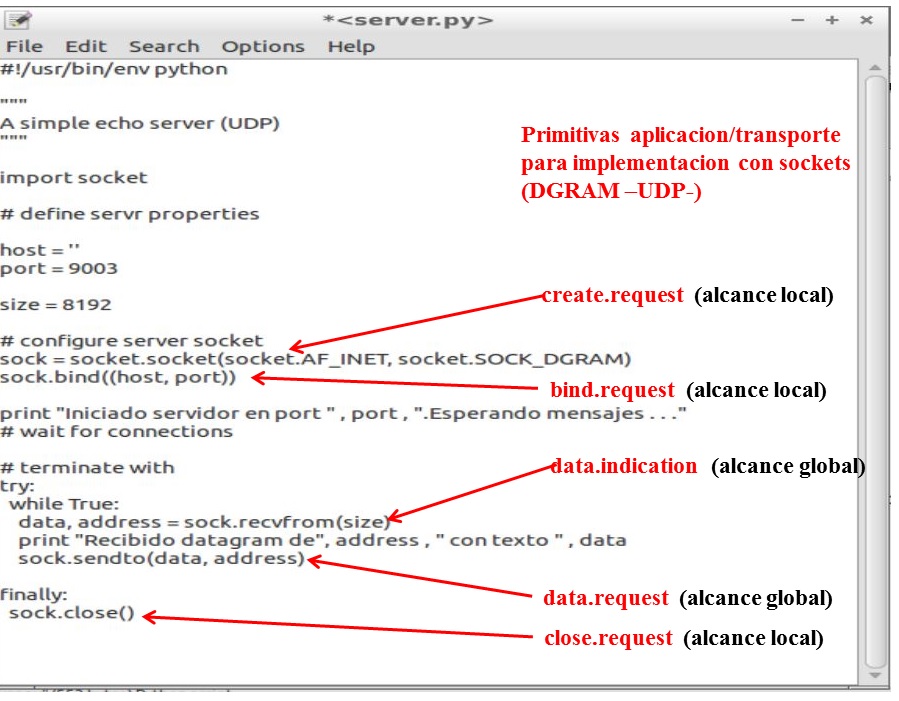 *<server.py>
File Edit Search Options Help
#!/usr/bin/env python
"""
A simple echo server (UDP)
"""
Primitivas aplicacion/transporte
para implementacion con sockets
(DGRAM –UDP-)
import socket
# define servr properties
host = ''
port = 9003
size = 8192
create.request (alcance local)
# configure server socket
sock = socket.socket(socket.AF_INET, socket.SOCK_DGRAM)
sock.bind((host, port))
bind.request (alcance local)
print "Iniciado servidor en port " , port , ".Esperando mensajes . . ."
# wait for connections
# terminate with
data.indication (alcance global)
try:
while True:
data, address = sock.recvfrom(size)
print "Recibido datagram de", address , " con texto " , data
sock.sendto(data, address)
data.request (alcance global)
finally:
sock.close()
close.request (alcance local)